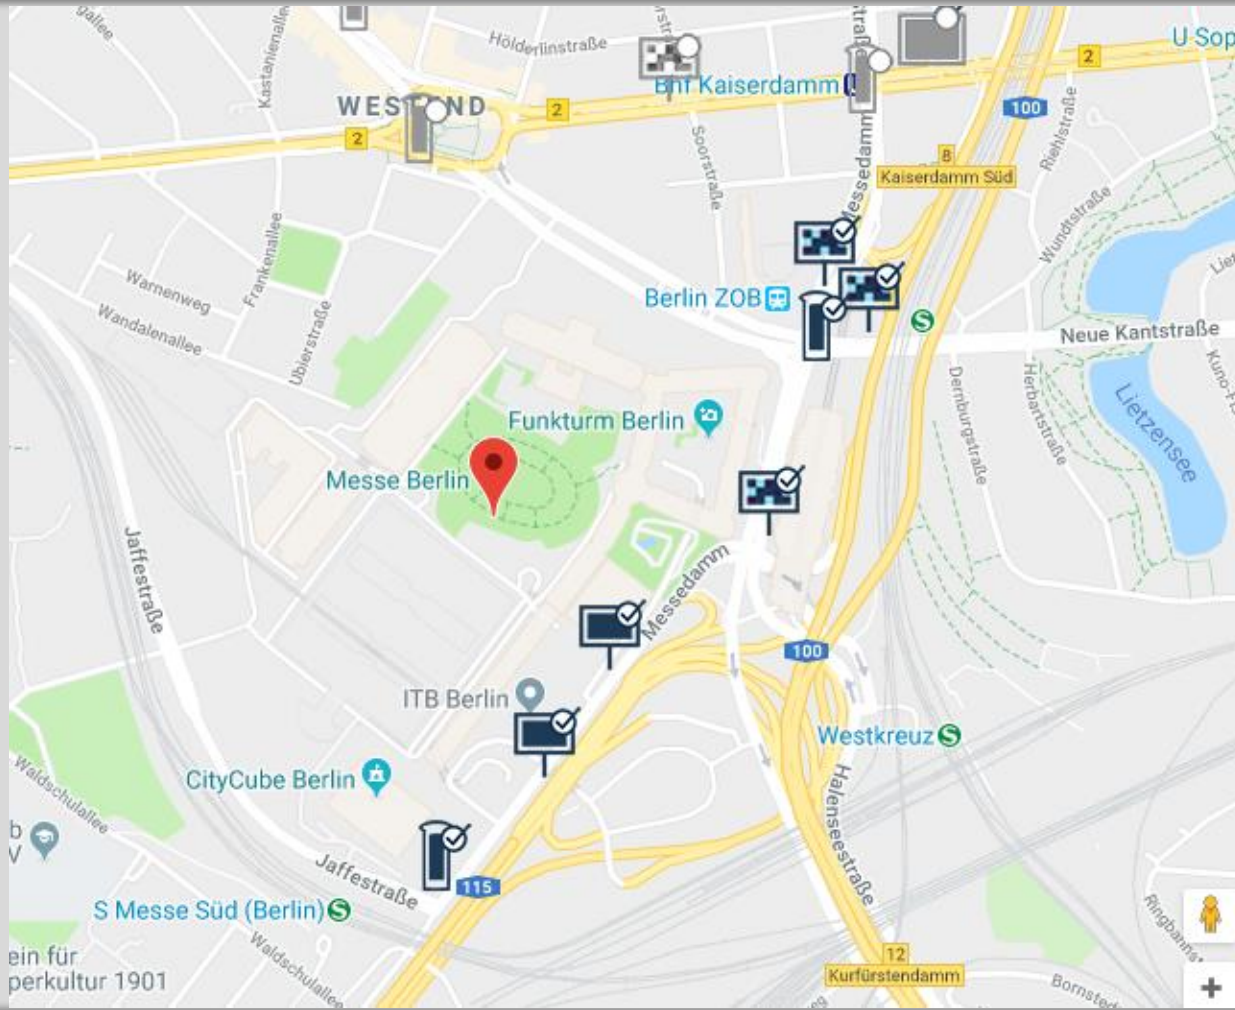 Hölderlinstraße
2
U Sop
Kastanienallee
Bhf Kaiserdamm
WESTEND
2
100
2
Riehlstraße
Soorstraße
8
Kaiserdamm Süd
Messedamm
Wundtstraße
Frankenallee
Warnenweg
Berlin ZOB
Wandalenallee
Ubierstraße
S
Neue Kantstraße
Dernburgstraße
Herbartstraße
Lietzensee
Funkturm Berlin
Messe Berlin
Jaffestraße
Messedamm
100
ITB Berlin
Westkreuz S
CityCube Berlin
Waldschulallee
b
V
Halenseestraße
Jaffestraße
115
S Messe Süd (Berlin) S
ein für
perkultur 1901
Waldschulallee
12
Kurfürstendamm
+